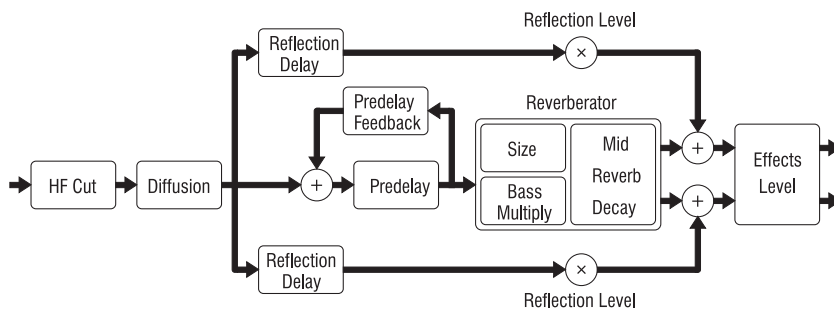 Reflection Level
Reflection
Delay
×
Predelay
Feedback
Reverberator
Size
Mid
Reverb
Decay
+
Effects
Level
HF Cut
Diffusion
+
Predelay
Bass
Multiply
+
Reflection
Delay
×
Reflection Level